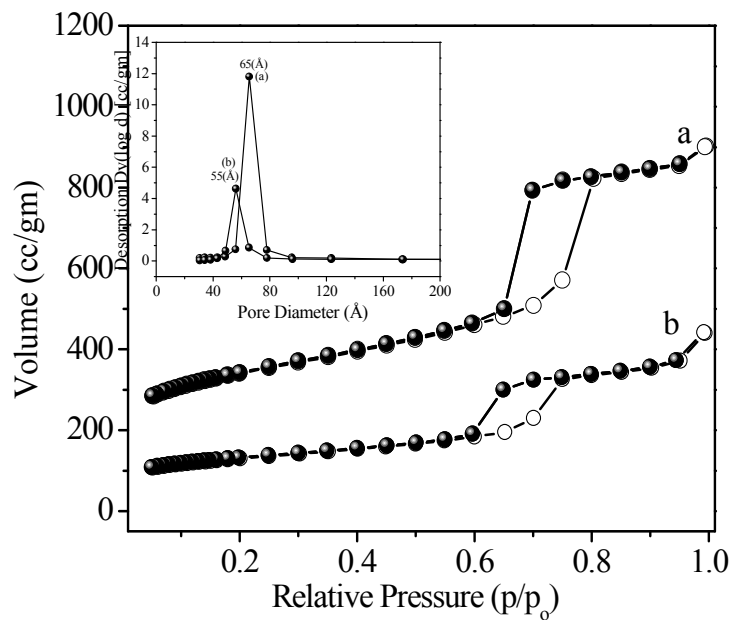 1200
1000
800
600
400
200
0
Volume (cc/gm)
0.2
0.4
0.6
0.8
1.0
Relative Pressure (p/p₀)
a
b
14
12
10
8
6
4
2
0
Desorption Dv(log d) [cc/gm]
65(Å)
(a)
(b)
55(Å)
40
80
120
160
200
Pore Diameter (Å)